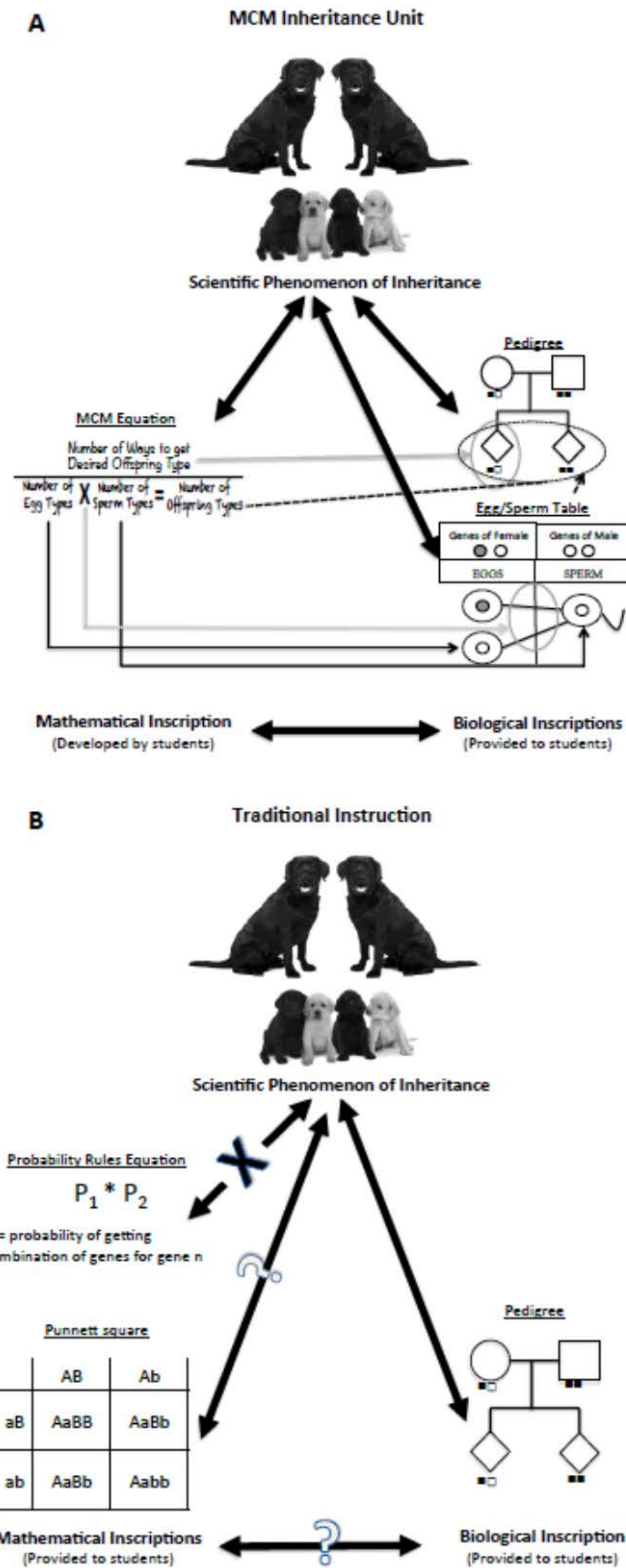 A
MCM Inheritance Unit
Scientific Phenomenon of Inheritance
Pedigree
MCM Equation
Number of Ways to get
Desired Offspring Type
Number of Egg Types X Number of Sperm Types = Number of Offspring Types
Egg/Sperm Table
Genes of Female
Genes of Male
EGGS
SPERM
Mathematical Inscription
(Developed by students)
Biological Inscriptions
(Provided to students)
B
Traditional Instruction
Scientific Phenomenon of Inheritance
Probability Rules Equation
P₁ * P₂
= probability of getting
mbination of genes for gene n
?
Punnett square
AB Ab
aB AaBB AaBb
ab AaBb Aabb
Pedigree
Mathematical Inscriptions
(Provided to students)
?
Biological Inscription
(Provided to students)